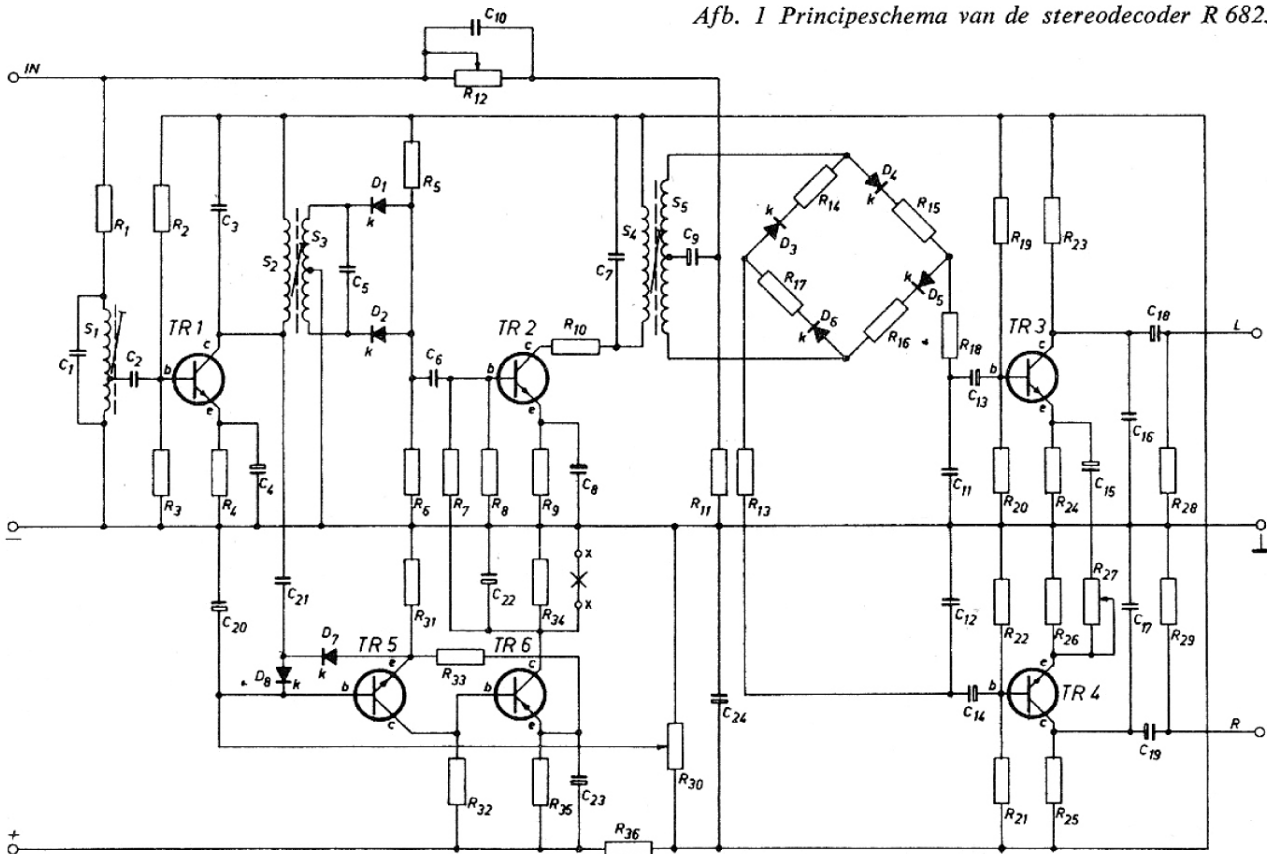 Afb. 1 Principeschema van de stereodecoder R 682
C10
IN
R12
R1
R2
C3
S2
S3
D1
k
R5
C5
D2
k
S1
C1
C2
TR 1
b
c
e
R3
R4
C4
C6
TR 2
b
c
e
R10
C7
S4
S5
C9
R6
R7
R8
R9
C8
R11
R13
D3
k
R14
D4
k
R15
R17
D6
k
R16
D5
k
R18
C13
C11
R19
R23
TR 3
b
c
e
R20
R24
C15
C16
C18
L
R28
–
C20
C21
D7
k
D8
k
R31
TR 5
b
e
c
R33
C22
R34
x
x
TR 6
b
c
e
R32
R35
C23
R36
R30
C24
C12
C14
R22
R26
R27
C17
R29
TR 4
b
e
c
C19
R
R21
R25
+